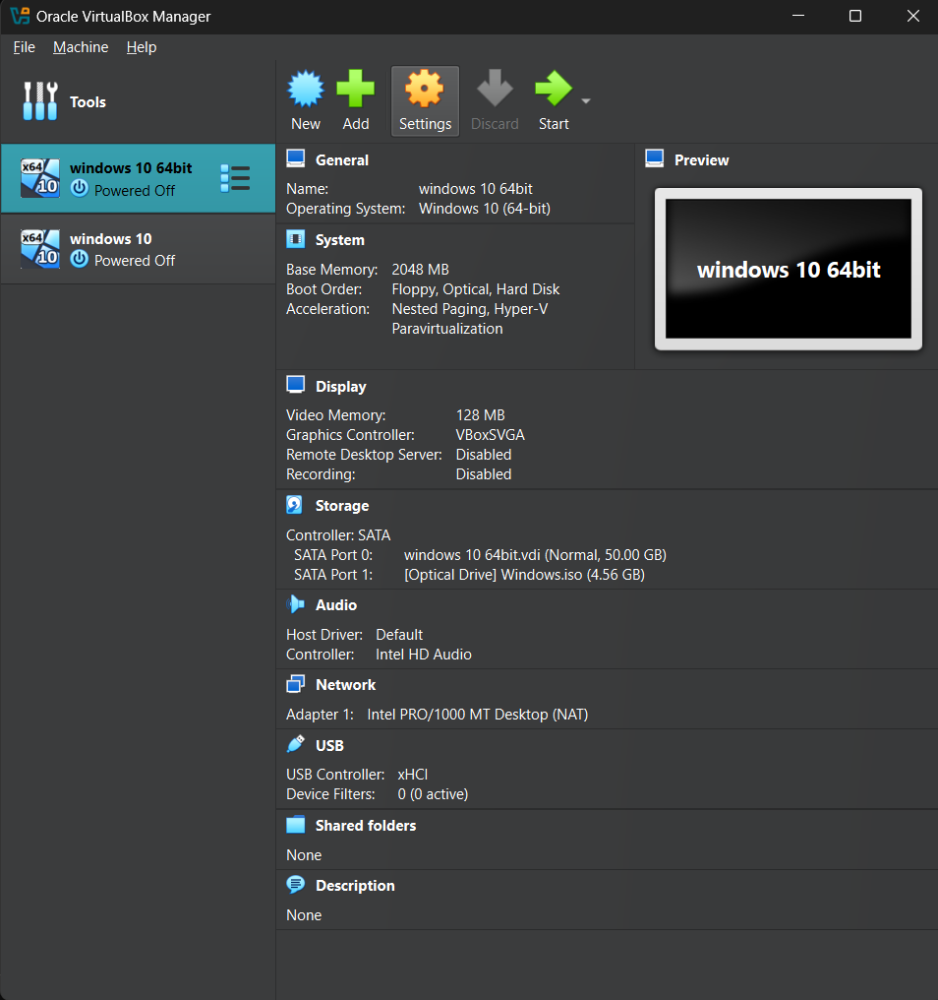 Oracle VirtualBox Manager
File Machine Help
Tools
New Add Settings Discard Start
x64 10 windows 10 64bit
Powered Off
x64 10 windows 10
Powered Off
General
Name: windows 10 64bit
Operating System: Windows 10 (64-bit)
System
Base Memory: 2048 MB
Boot Order: Floppy, Optical, Hard Disk
Acceleration: Nested Paging, Hyper-V
Paravirtualization
Preview
windows 10 64bit
Display
Video Memory: 128 MB
Graphics Controller: VBoxSVGA
Remote Desktop Server: Disabled
Recording: Disabled
Storage
Controller: SATA
SATA Port 0: windows 10 64bit.vdi (Normal, 50.00 GB)
SATA Port 1: [Optical Drive] Windows.iso (4.56 GB)
Audio
Host Driver: Default
Controller: Intel HD Audio
Network
Adapter 1: Intel PRO/1000 MT Desktop (NAT)
USB
USB Controller: xHCI
Device Filters: 0 (0 active)
Shared folders
None
Description
None